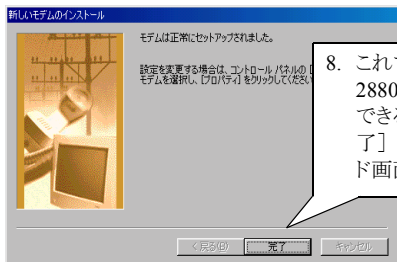 新しいモデムのインストール
モデムは正常にセットアップされました。
設定を変更する場合は、コントロール パネルの [
モデムを選択し、[プロパティ] をクリックしてください
8. これ
2880
でき
了]
ド画
< 戻る(B)
完了
キャンセル